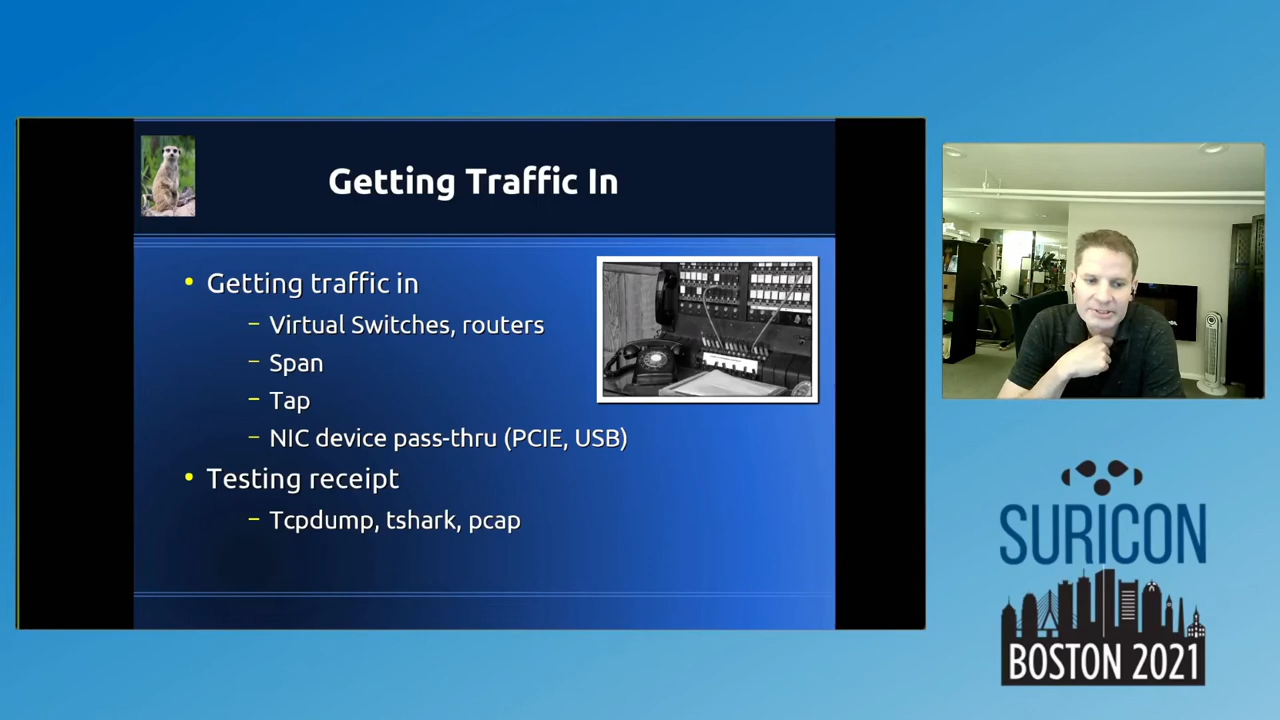 Getting Traffic In
• Getting traffic in
– Virtual Switches, routers
– Span
– Tap
– NIC device pass-thru (PCIE, USB)
• Testing receipt
– Tcpdump, tshark, pcap
SURICON
BOSTON 2021